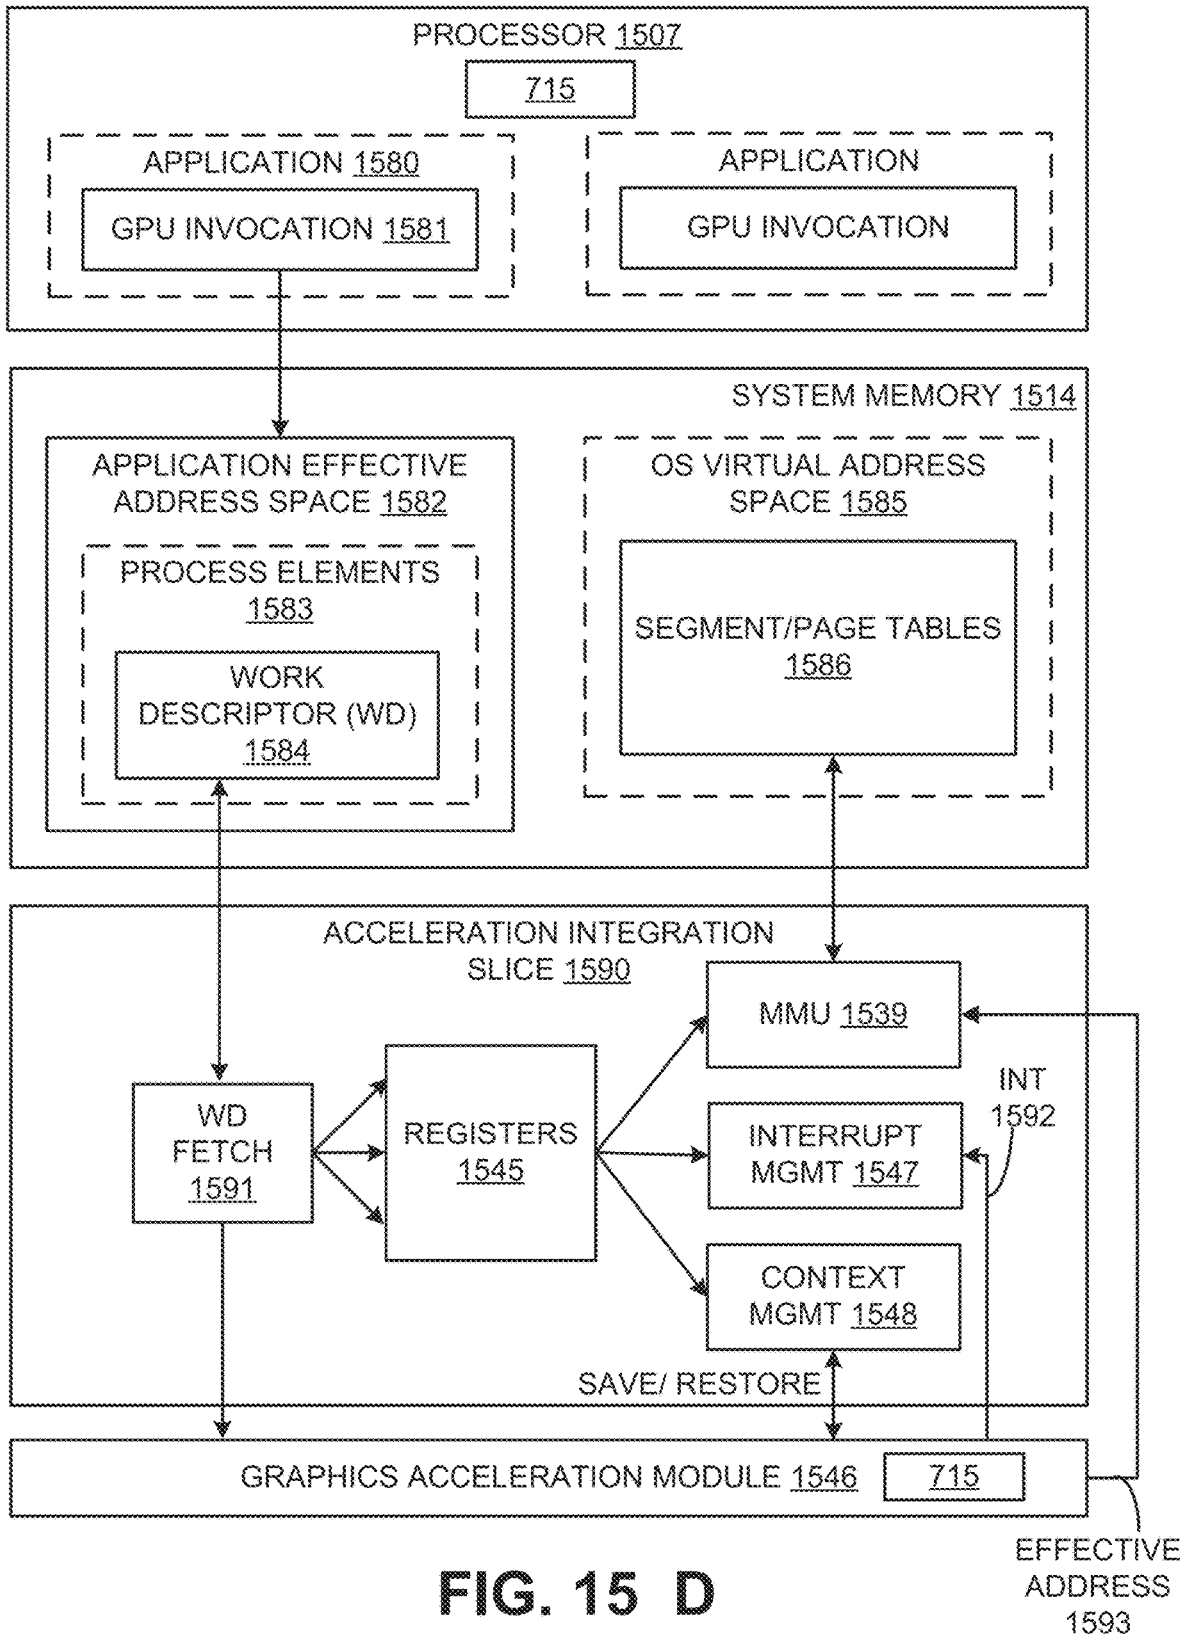 PROCESSOR 1507
715
APPLICATION 1580
GPU INVOCATION 1581
APPLICATION
GPU INVOCATION
SYSTEM MEMORY 1514
APPLICATION EFFECTIVE
ADDRESS SPACE 1582
PROCESS ELEMENTS
1583
WORK
DESCRIPTOR (WD)
1584
OS VIRTUAL ADDRESS
SPACE 1585
SEGMENT/PAGE TABLES
1586
ACCELERATION INTEGRATION
SLICE 1590
WD
FETCH
1591
REGISTERS
1545
MMU 1539
INT
1592
INTERRUPT
MGMT 1547
CONTEXT
MGMT 1548
SAVE/ RESTORE
GRAPHICS ACCELERATION MODULE 1546
715
EFFECTIVE
ADDRESS
1593
FIG. 15 D